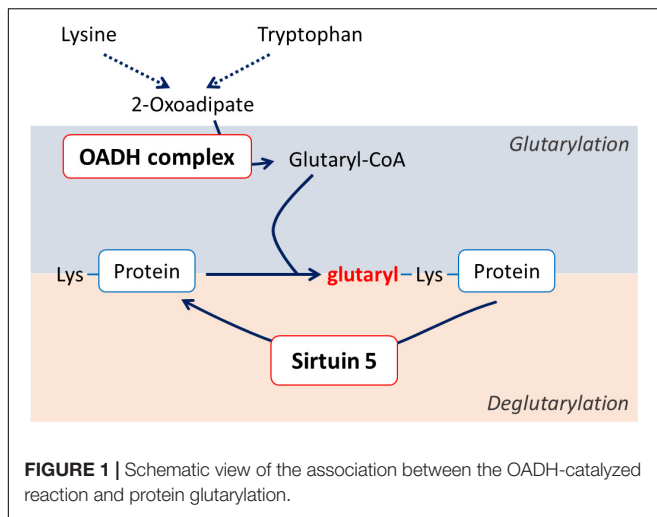 Lysine Tryptophan
2-Oxoadipate
Glutarylation
OADH complex
Glutaryl-CoA
Lys Protein glutaryl Lys Protein
Sirtuin 5
Deglutarylation
FIGURE 1 | Schematic view of the association between the OADH-catalyzed
reaction and protein glutarylation.